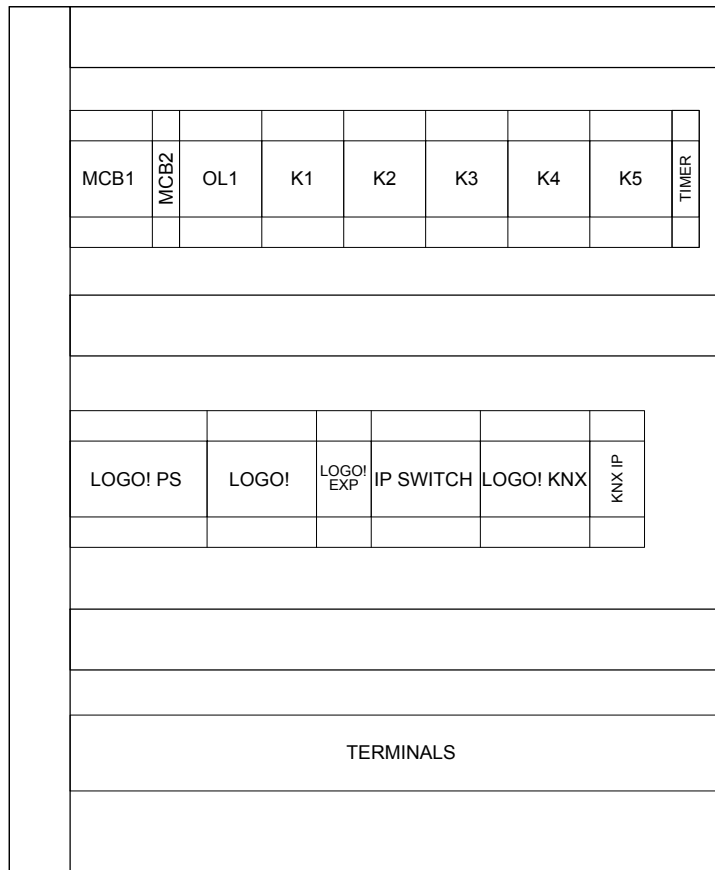 MCB1
MCB2
OL1
K1
K2
K3
K4
K5
TIMER
LOGO! PS
LOGO!
LOGO!
EXP
IP SWITCH
LOGO! KNX
KNX IP
TERMINALS